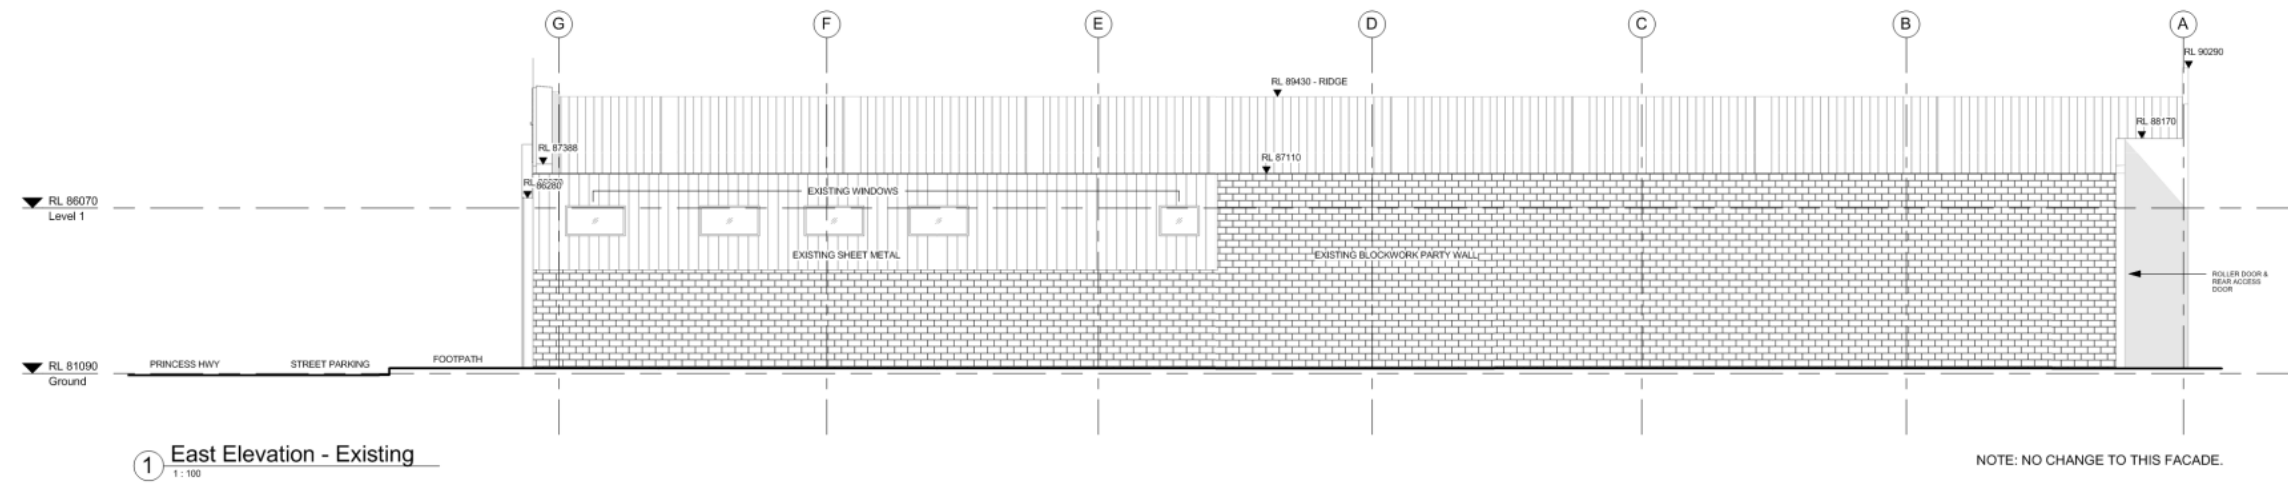 G F E D C B A
RL 90290
RL 89430 - RIDGE
RL 88170
RL 87388
RL 87110
RL
86280
EXISTING WINDOWS
RL 86070
Level 1
EXISTING SHEET METAL
EXISTING BLOCKWORK PARTY WALL
ROLLER DOOR &
REAR ACCESS
DOOR
RL 81090
Ground
PRINCESS HWY
STREET PARKING
FOOTPATH
1
East Elevation - Existing
1 : 100
NOTE: NO CHANGE TO THIS FACADE.